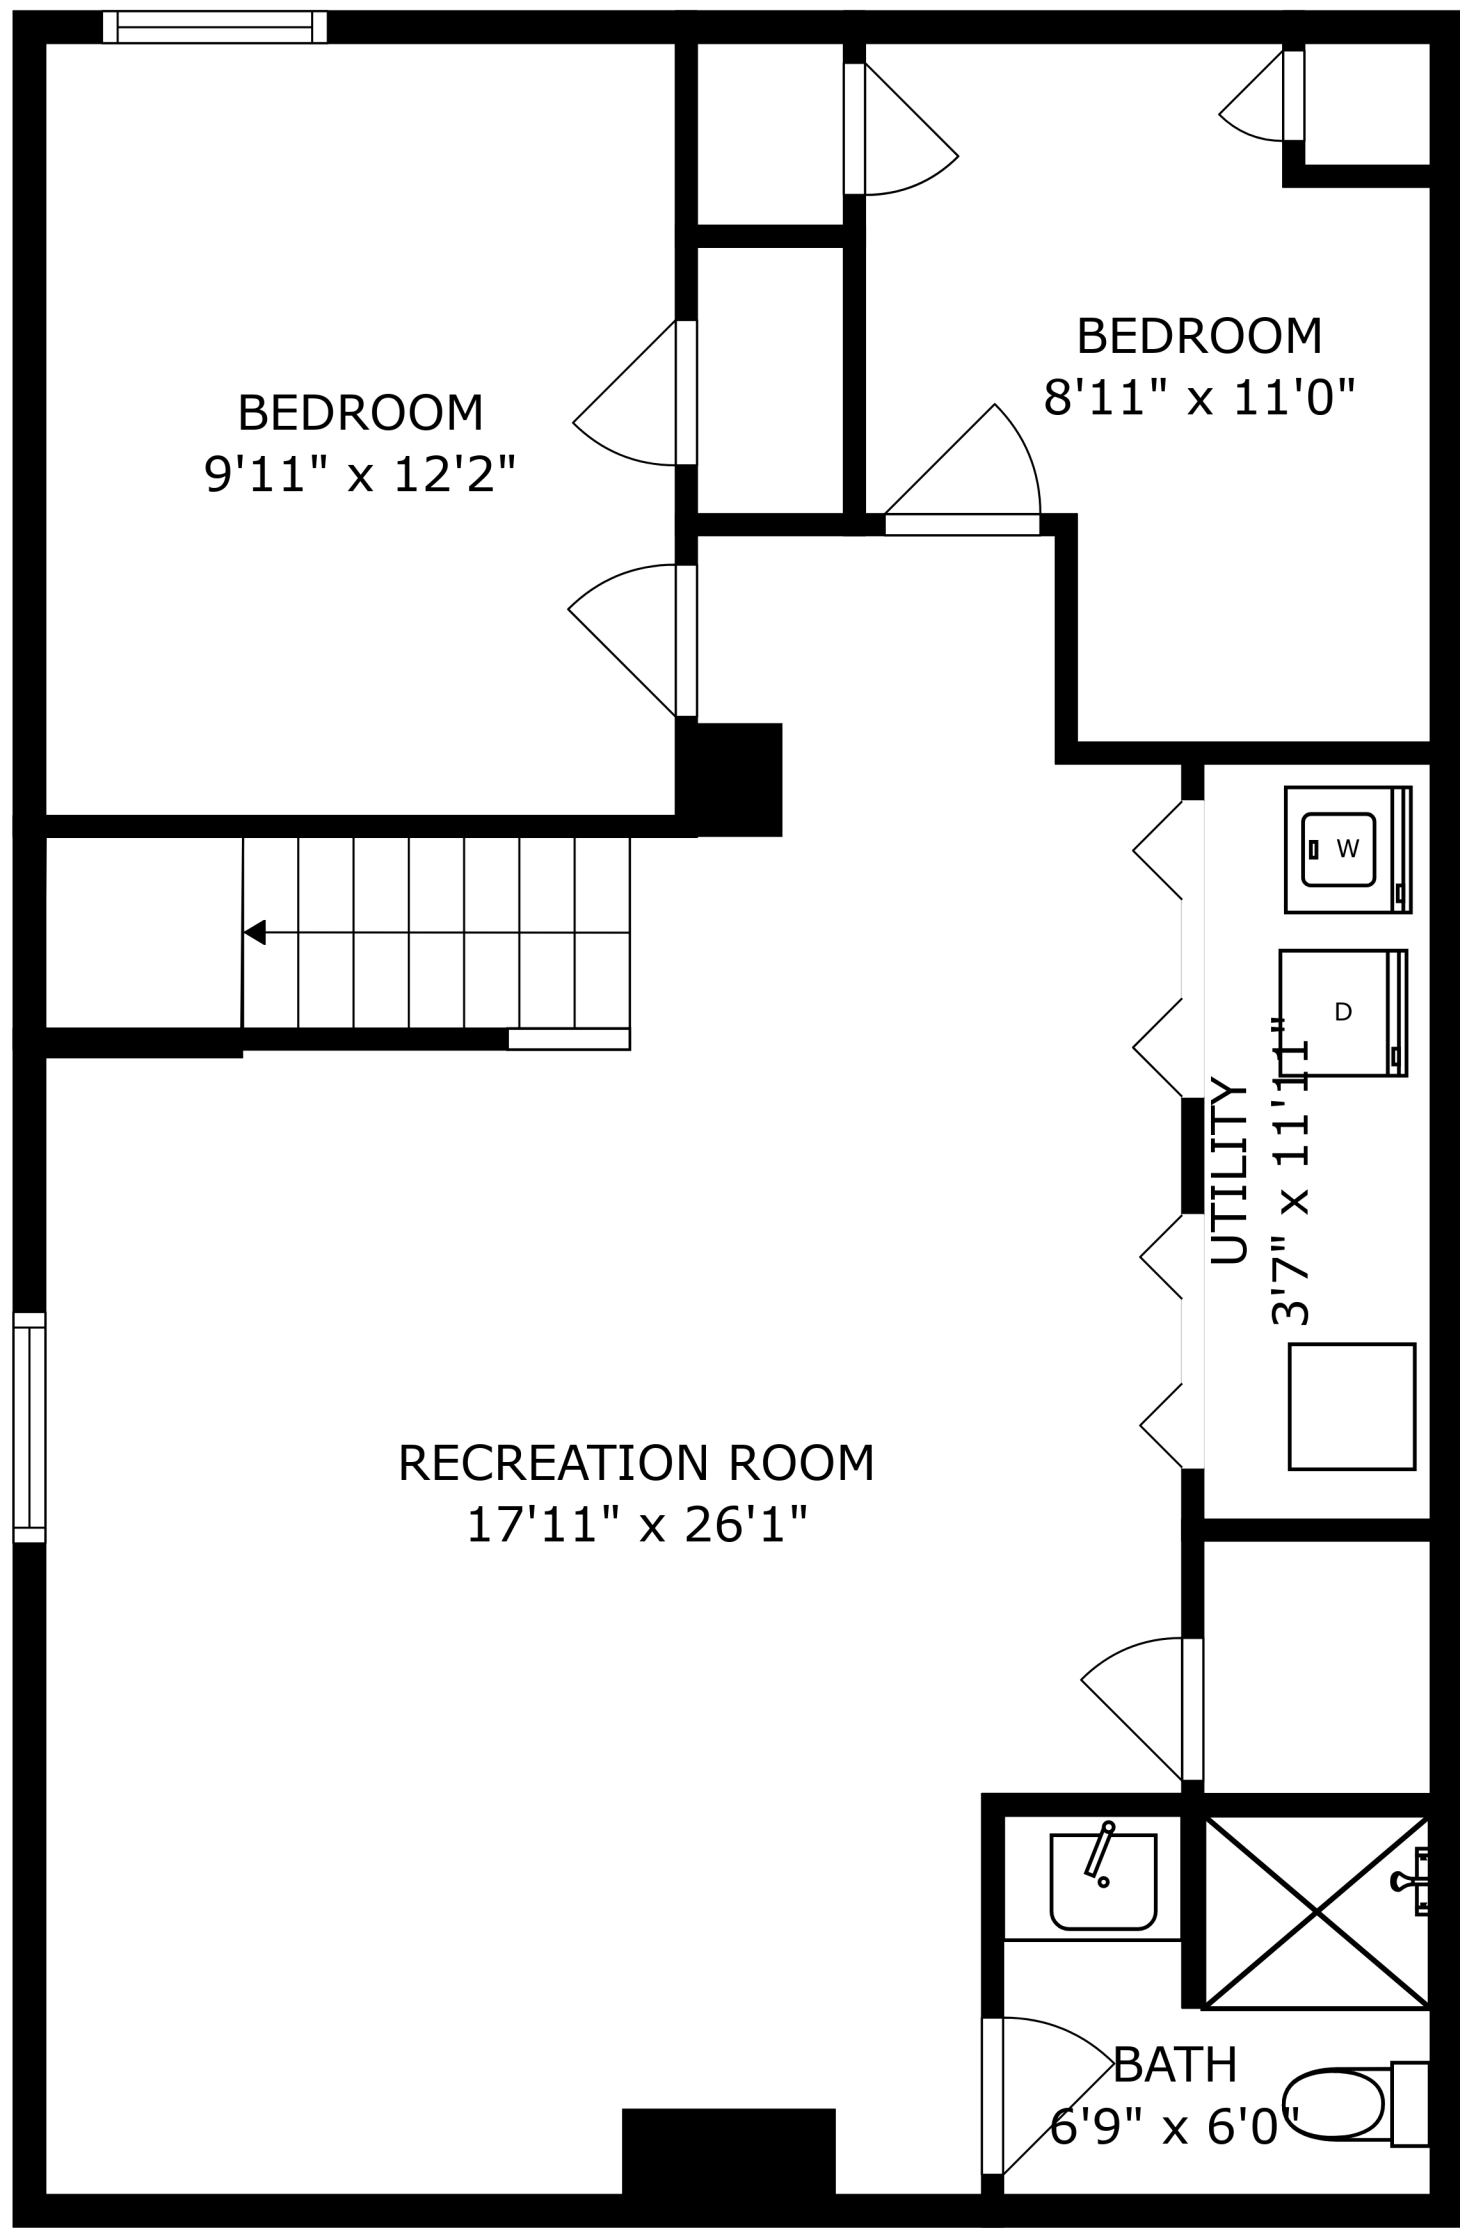 BEDROOM
8'11" x 11'0"
BEDROOM
9'11" x 12'2"
W
D
UTILITY
3'7" x 11'11"
RECREATION ROOM
17'11" x 26'1"
BATH
6'9" x 6'0"